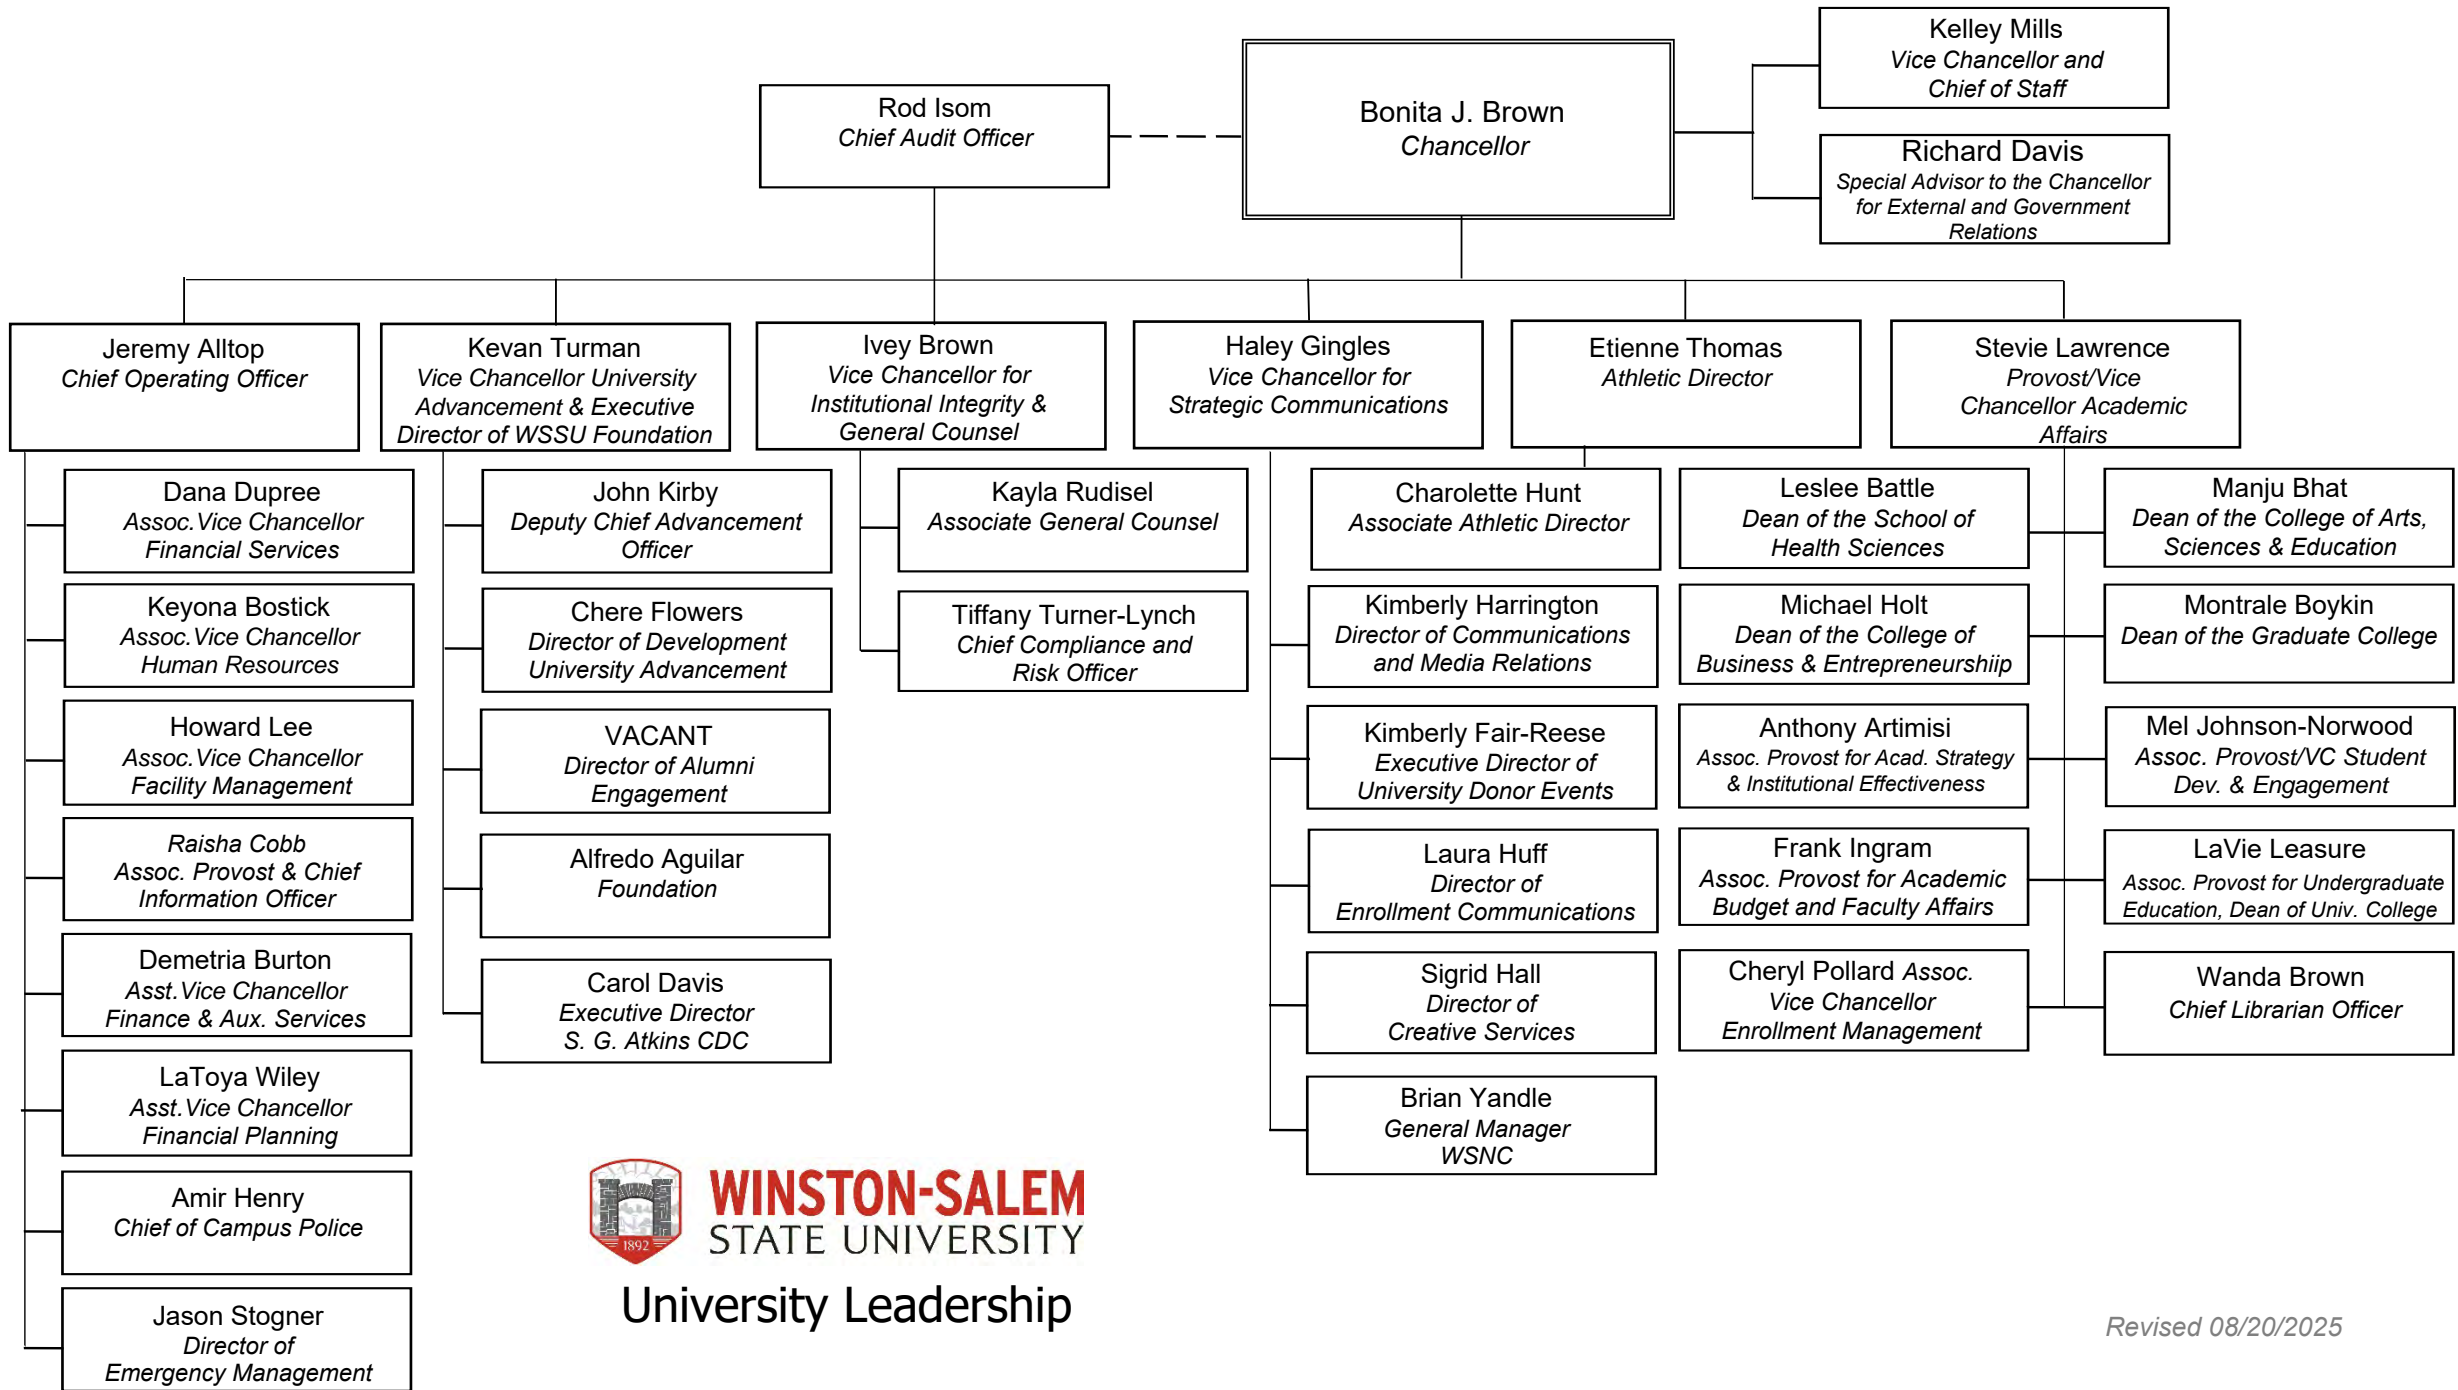 Kelley Mills
Vice Chancellor and
Chief of Staff
Rod Isom
Chief Audit Officer
Bonita J. Brown
Chancellor
Richard Davis
Special Advisor to the Chancellor
for External and Government
Relations
Jeremy Alltop
Chief Operating Officer
Kevan Turman
Vice Chancellor University
Advancement & Executive
Director of WSSU Foundation
Ivey Brown
Vice Chancellor for
Institutional Integrity &
General Counsel
Haley Gingles
Vice Chancellor for
Strategic Communications
Etienne Thomas
Athletic Director
Stevie Lawrence
Provost/Vice
Chancellor Academic
Affairs
Dana Dupree
Assoc.Vice Chancellor
Financial Services
Keyona Bostick
Assoc.Vice Chancellor
Human Resources
Howard Lee
Assoc.Vice Chancellor
Facility Management
Raisha Cobb
Assoc. Provost & Chief
Information Officer
Demetria Burton
Asst.Vice Chancellor
Finance & Aux. Services
LaToya Wiley
Asst.Vice Chancellor
Financial Planning
Amir Henry
Chief of Campus Police
Jason Stogner
Director of
Emergency Management
John Kirby
Deputy Chief Advancement
Officer
Chere Flowers
Director of Development
University Advancement
VACANT
Director of Alumni
Engagement
Alfredo Aguilar
Foundation
Carol Davis
Executive Director
S. G. Atkins CDC
Kayla Rudisel
Associate General Counsel
Tiffany Turner-Lynch
Chief Compliance and
Risk Officer
Charolette Hunt
Associate Athletic Director
Kimberly Harrington
Director of Communications
and Media Relations
Kimberly Fair-Reese
Executive Director of
University Donor Events
Laura Huff
Director of
Enrollment Communications
Sigrid Hall
Director of
Creative Services
Brian Yandle
General Manager
WSNC
Leslee Battle
Dean of the School of
Health Sciences
Michael Holt
Dean of the College of
Business & Entrepreneurshiip
Anthony Artimisi
Assoc. Provost for Acad. Strategy
& Institutional Effectiveness
Frank Ingram
Assoc. Provost for Academic
Budget and Faculty Affairs
Cheryl Pollard Assoc.
Vice Chancellor
Enrollment Management
Manju Bhat
Dean of the College of Arts,
Sciences & Education
Montrale Boykin
Dean of the Graduate College
Mel Johnson-Norwood
Assoc. Provost/VC Student
Dev. & Engagement
LaVie Leasure
Assoc. Provost for Undergraduate
Education, Dean of Univ. College
Wanda Brown
Chief Librarian Officer
1892
WINSTON-SALEM
STATE UNIVERSITY
University Leadership
Revised 08/20/2025